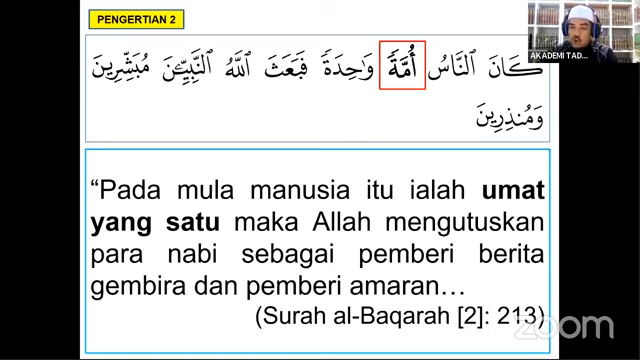 PENGERTIAN 2
كَانَ ٱلنَّاسُ أُمَّةٗ وَٰحِدَةٗ فَبَعَثَ ٱللَّهُ ٱلنَّبِيِّـۧنَ مُبَشِّرِينَ
وَمُنذِرِينَ
“Pada mula manusia itu ialah umat
yang satu maka Allah mengutuskan
para nabi sebagai pemberi berita
gembira dan pemberi amaran…
(Surah al-Baqarah [2]: 213)
AKADEMI TAD...
zoom